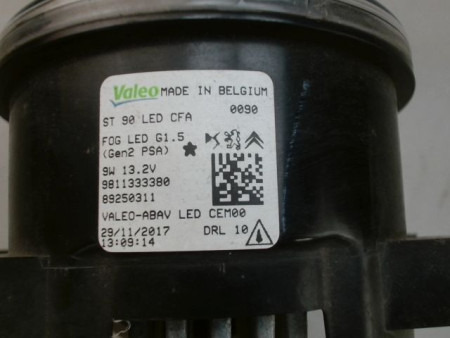 Valeo MADE IN BELGIUM
ST 90 LED CFA 0090
FOG LED G1.5
(Gen2 PSA)
9W 13.2V
9811333380
89250311
VALEO-ABAV LED CEM00
29/11/2017 DRL 10
13:09:14